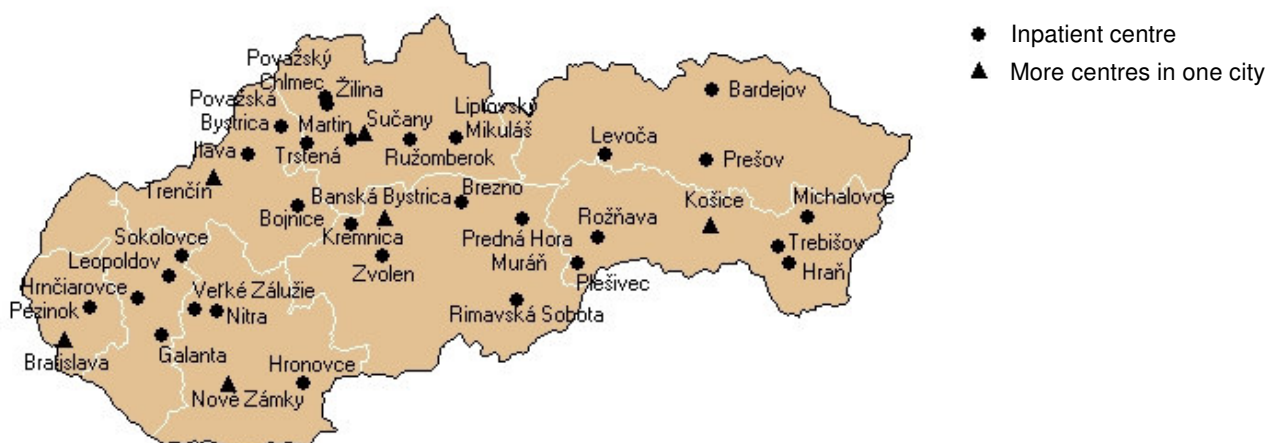 Inpatient centre
More centres in one city
Považský
Chlmec
Žilina
Považská
Bystrica
Martin
Sučany
Liptovský
Mikuláš
Ilava
Trstená
Ružomberok
Levoča
Bardejov
Prešov
Trenčín
Bojnice
Banská Bystrica
Brezno
Rožňava
Košice
Michalovce
Sokolovce
Kremnica
Predná Hora
Muráň
Trebišov
Leopoldov
Zvolen
Plešivec
Hraň
Hrnčiarovce
Pezinok
Veľké Zálužie
Nitra
Rimavská Sobota
Bratislava
Galanta
Hronovce
Nové Zámky